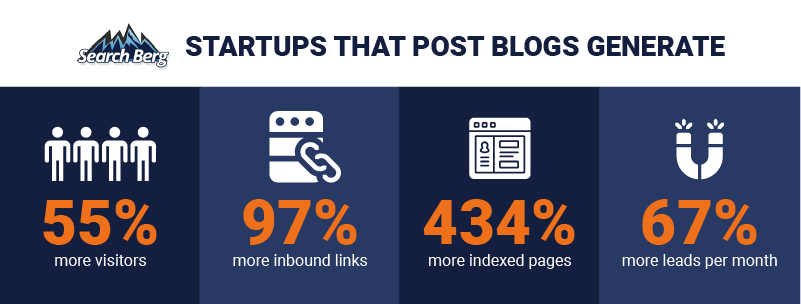 Search Berg
STARTUPS THAT POST BLOGS GENERATE
55%
more visitors
97%
more inbound links
434%
more indexed pages
67%
more leads per month